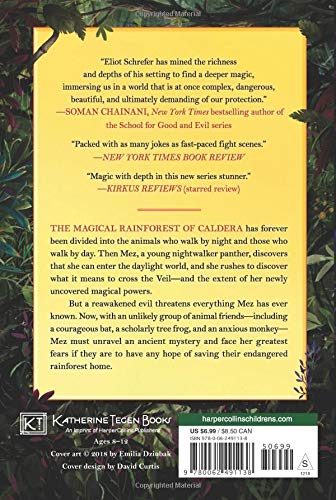 "Eliot Schrefer has mined the richness
and depths of his setting to find a deeper magic,
immersing us in a world that is at once complex, dangerous,
beautiful, and ultimately demanding of our protection."
—SOMAN CHAINANI, New York Times bestselling author of
the School for Good and Evil series
"Packed with as many jokes as fast-paced fight scenes."
—NEW YORK TIMES BOOK REVIEW
"Magic with depth in this new series stunner."
—KIRKUS REVIEWS (starred review)
THE MAGICAL RAINFOREST OF CALDERA has forever
been divided into the animals who walk by night and those who
walk by day. Then Mez, a young nightwalker panther, discovers
that she can enter the daylight world, and she rushes to discover
what it means to cross the Veil—and the extent of her newly
uncovered magical powers.
But a reawakened evil threatens everything Mez has ever
known. Now, with an unlikely group of animal friends—including
a courageous bat, a scholarly tree frog, and an anxious monkey—
Mez must unravel an ancient mystery and face her greatest
fears if they are to have any hope of saving their endangered
rainforest home.
KT
KATHERINE TEGEN BOOKS
An Imprint of HarperCollinsPublishers
Ages 8–12
Cover art © 2018 by Emilia Dziubak
Cover design by David Curtis
harpercollinschildrens.com
US $6.99 / $8.50 CAN
ISBN 978-0-06-249113-8
50699
9 780062 491138
S
1218